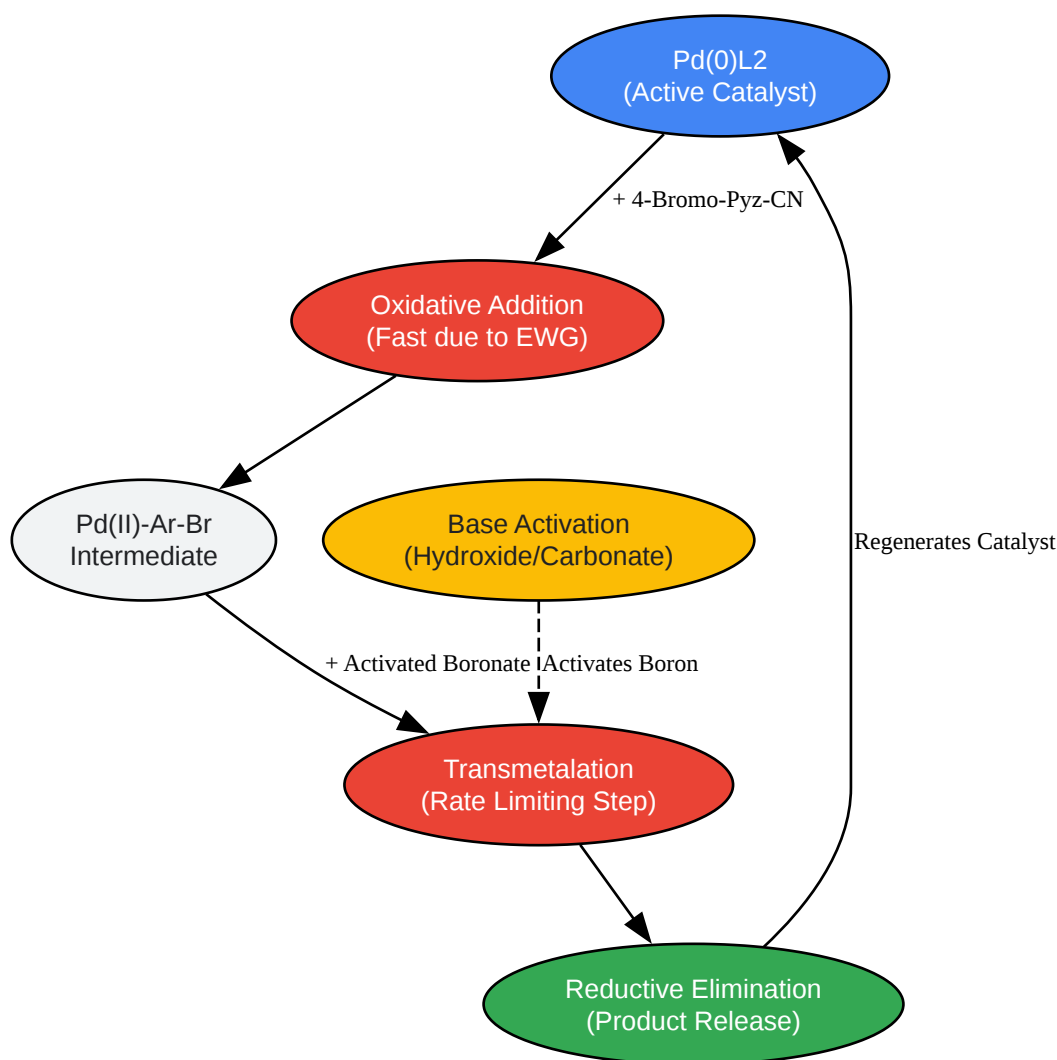 Pd(0)L2
(Active Catalyst)
+ 4-Bromo-Pyz-CN
Oxidative Addition
(Fast due to EWG)
Pd(II)-Ar-Br
Intermediate
Base Activation
(Hydroxide/Carbonate)
Regenerates Catalyst
+ Activated Boronate
Activates Boron
Transmetalation
(Rate Limiting Step)
Reductive Elimination
(Product Release)